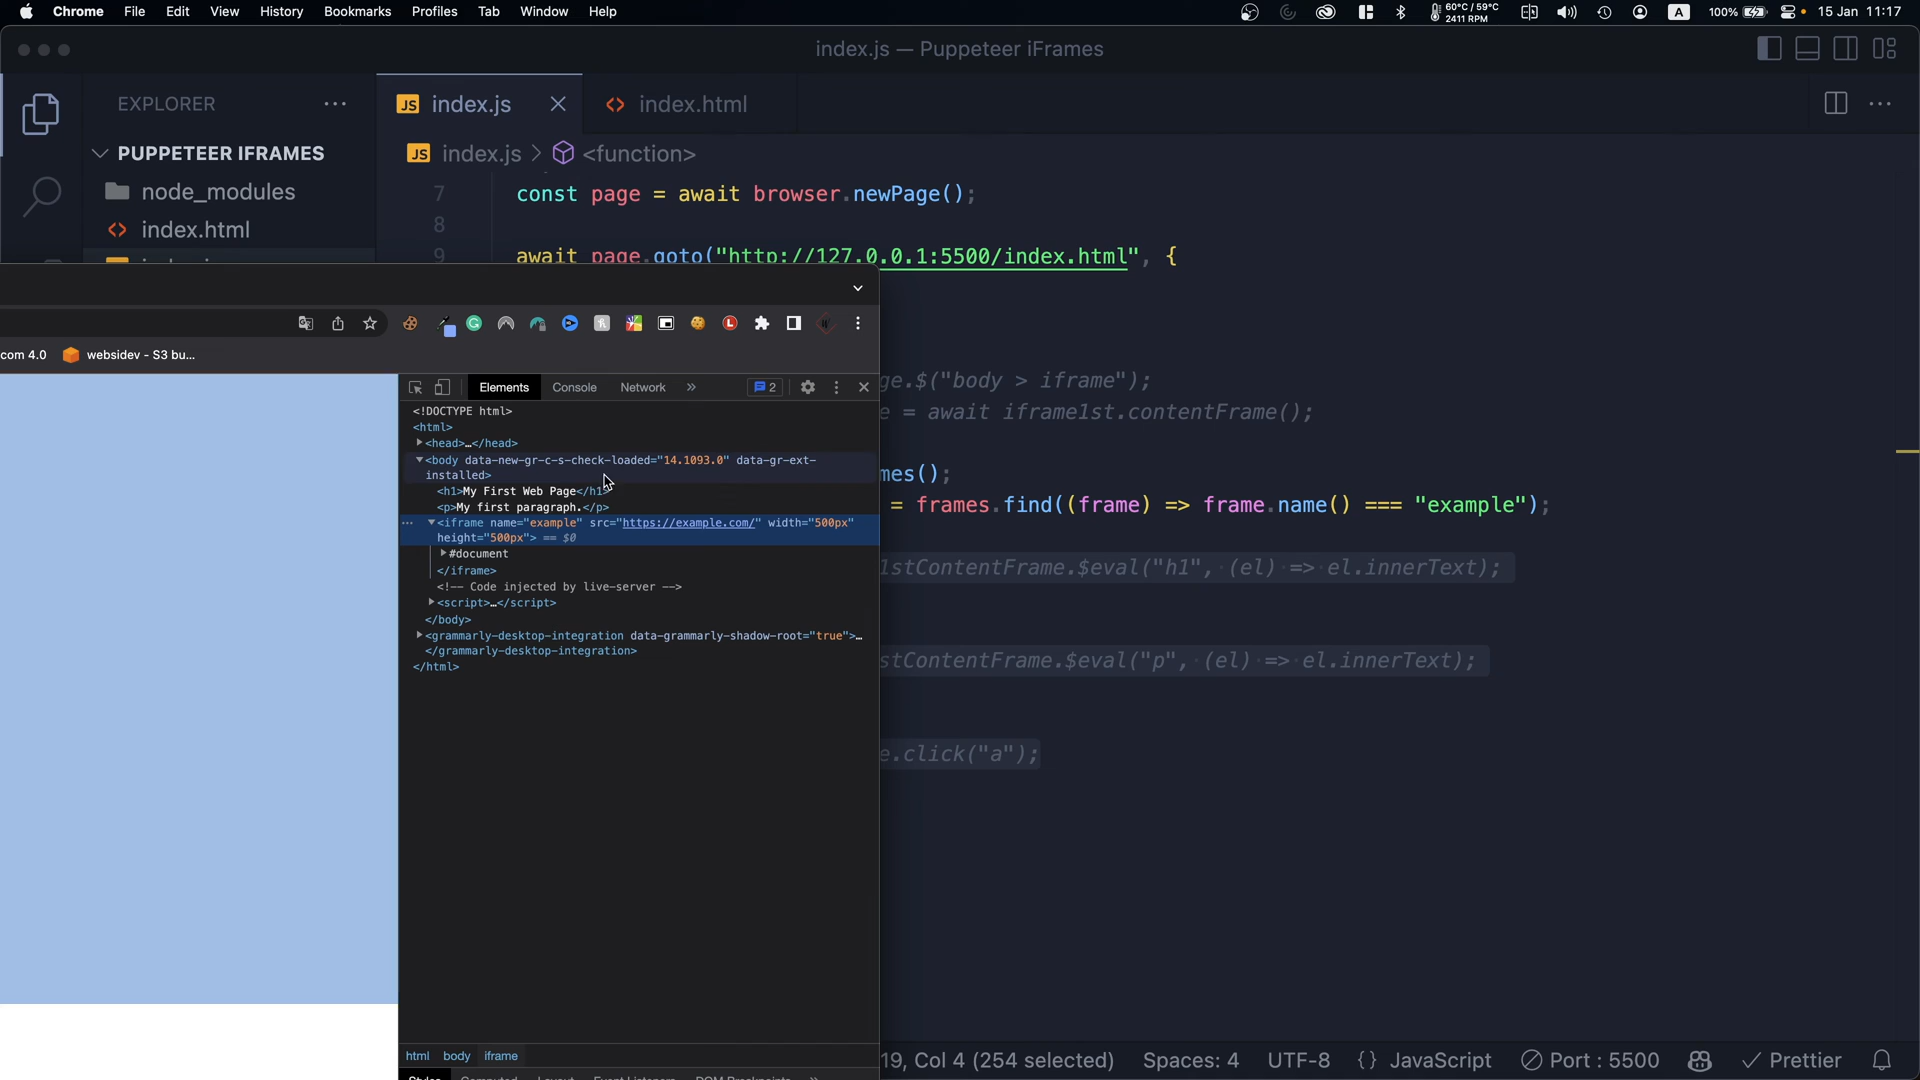 Chrome File Edit View History Bookmarks Profiles Tab Window Help 60°C / 59°C 2411 RPM A 100% 15 Jan 11:17
index.js — Puppeteer iFrames
EXPLORER ... JS index.js <> index.html ...
PUPPETEER IFRAMES JS index.js > <function>
node_modules
<> index.html
7 const page = await browser.newPage();
8
9 await page.goto("http://127.0.0.1:5500/index.html", {
com 4.0 websidev - S3 bu...
Elements Console Network » 2
<!DOCTYPE html>
<html>
<head>…</head>
<body data-new-gr-c-s-check-loaded="14.1093.0" data-gr-ext-
installed>
<h1>My First Web Page</h1>
<p>My first paragraph.</p>
<iframe name="example" src="https://example.com/" width="500px"
height="500px"> == $0
#document
</iframe>
<!-- Code injected by live-server -->
<script>…</script>
</body>
<grammarly-desktop-integration data-grammarly-shadow-root="true">…
</grammarly-desktop-integration>
</html>
html body iframe
ge.$("body > iframe");
e = await iframe1st.contentFrame();
mes();
= frames.find((frame) => frame.name() === "example");
1stContentFrame.$eval("h1", (el) => el.innerText);
stContentFrame.$eval("p", (el) => el.innerText);
e.click("a");
19, Col 4 (254 selected) Spaces: 4 UTF-8 {} JavaScript Port : 5500 Prettier